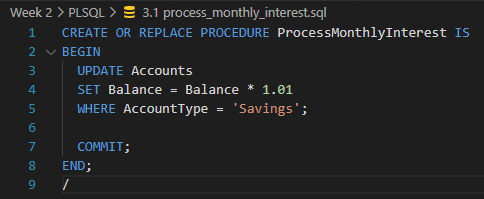 Week 2 > PLSQL > 3.1 process_monthly_interest.sql
1 CREATE OR REPLACE PROCEDURE ProcessMonthlyInterest IS
2 BEGIN
3 UPDATE Accounts
4 SET Balance = Balance * 1.01
5 WHERE AccountType = 'Savings';
6
7 COMMIT;
8 END;
9 /